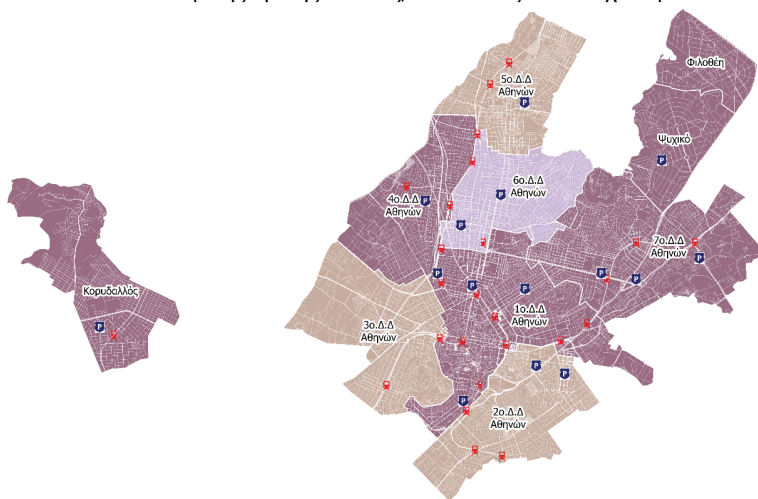 Φιλοθέη
5ο.Δ.Δ
Αθηνών
Ψυχικό
6ο.Δ.Δ
Αθηνών
4ο.Δ.Δ
Αθηνών
7ο.Δ.Δ
Αθηνών
Κορυδαλλός
1ο.Δ.Δ
Αθηνών
3ο.Δ.Δ
Αθηνών
2ο.Δ.Δ
Αθηνών